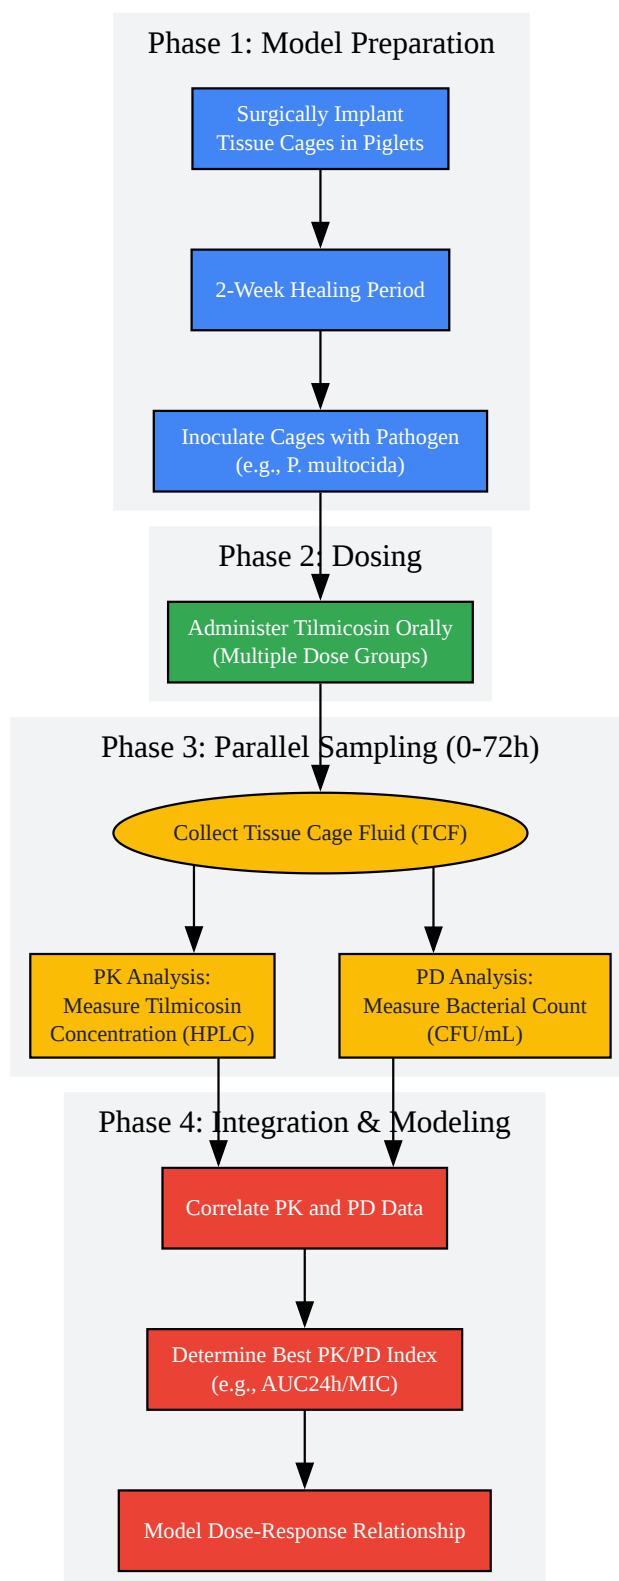 Phase 1: Model Preparation
Surgically Implant
Tissue Cages in Piglets
2-Week Healing Period
Inoculate Cages with Pathogen
(e.g., P. multocida)
Phase 2: Dosing
Administer Tilmicosin Orally
(Multiple Dose Groups)
Phase 3: Parallel Sampling (0-72h)
Collect Tissue Cage Fluid (TCF)
PK Analysis:
Measure Tilmicosin
Concentration (HPLC)
PD Analysis:
Measure Bacterial Count
(CFU/mL)
Phase 4: Integration & Modeling
Correlate PK and PD Data
Determine Best PK/PD Index
(e.g., AUC24h/MIC)
Model Dose-Response Relationship